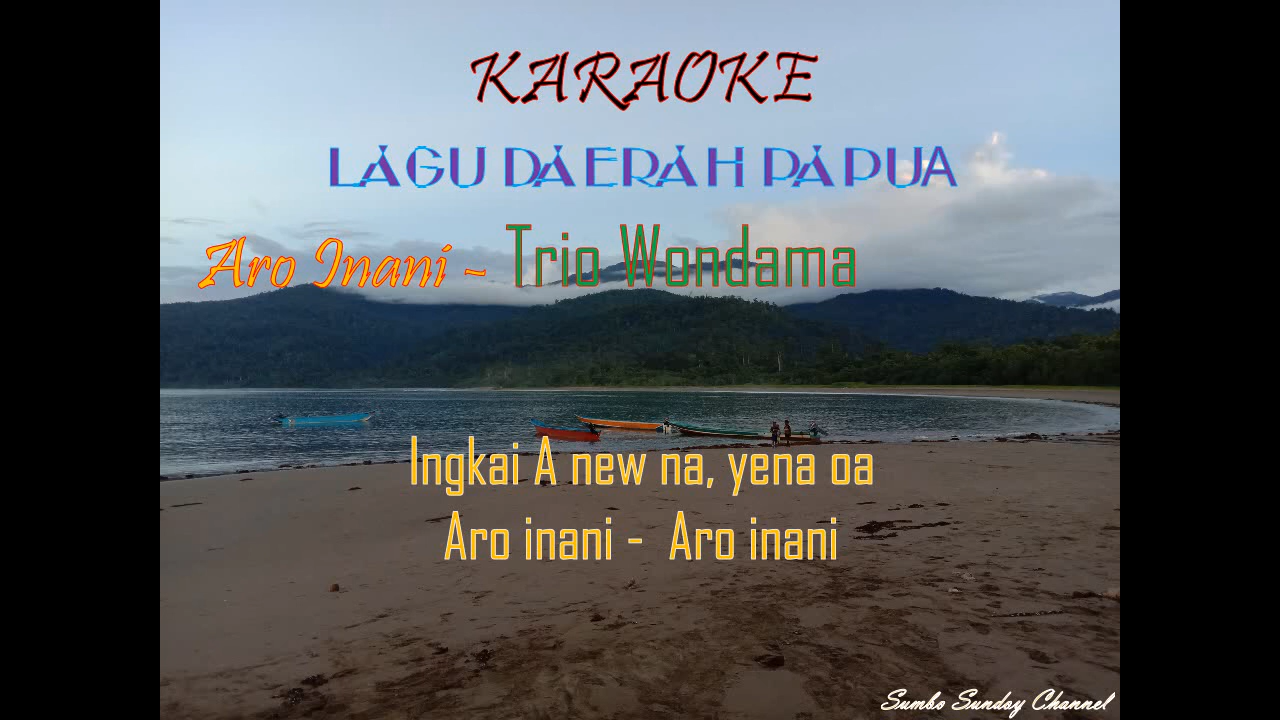 KARAOKE
LAGU DAERAH PAPUA
Aro Inani - Trio Wondama
Ingkai A new na, yena oa
Aro inani - Aro inani
Sumbo Sundoy Channel